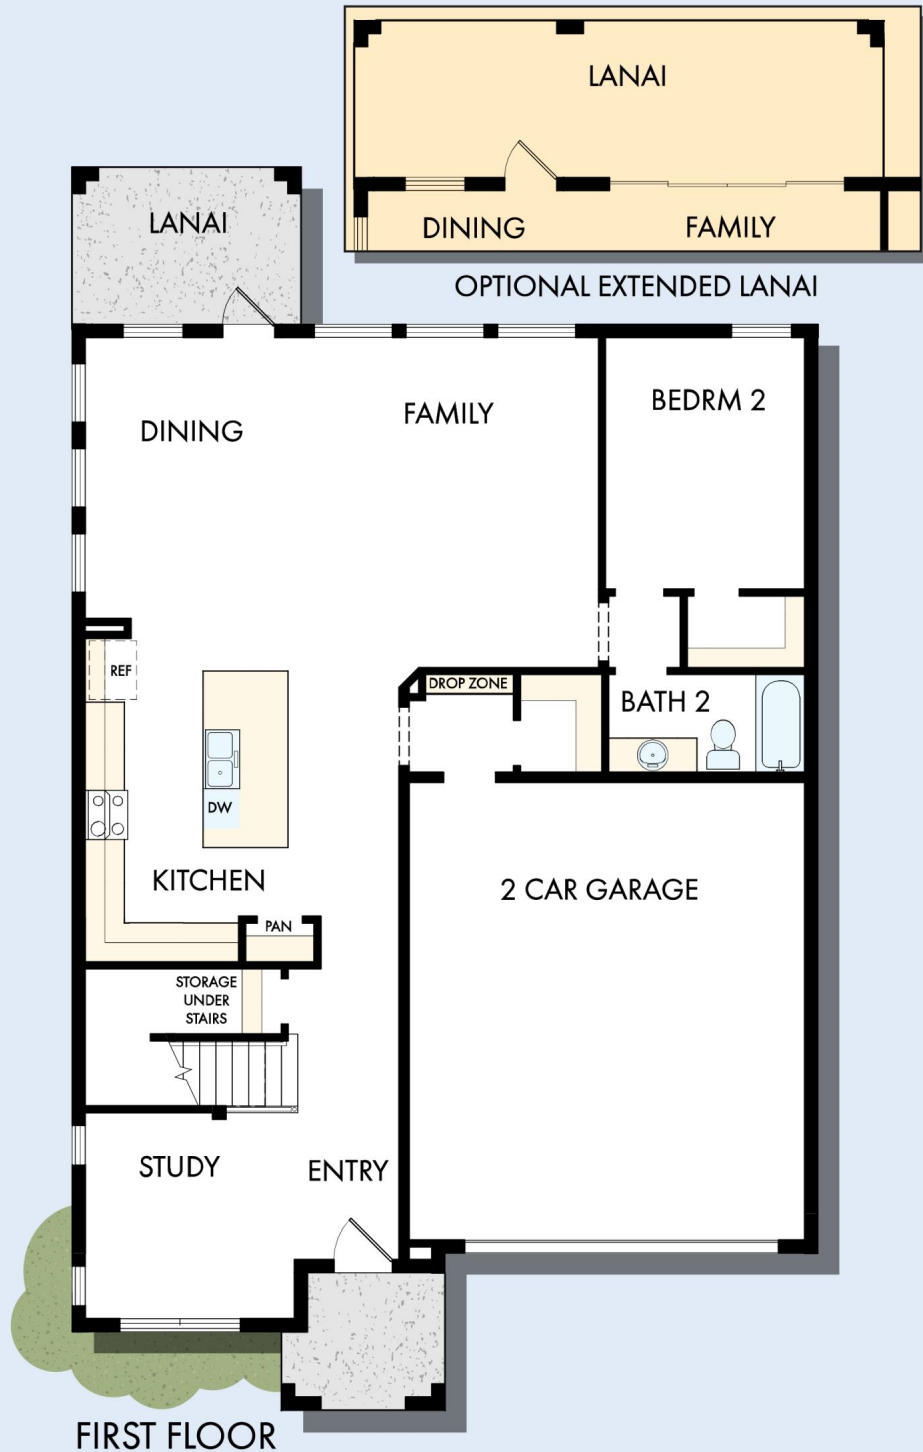 LANAI
DINING
FAMILY
OPTIONAL EXTENDED LANAI
LANAI
DINING
FAMILY
BEDRM 2
REF
DROP ZONE
BATH 2
DW
KITCHEN
2 CAR GARAGE
PAN
STORAGE
UNDER
STAIRS
STUDY
ENTRY
FIRST FLOOR